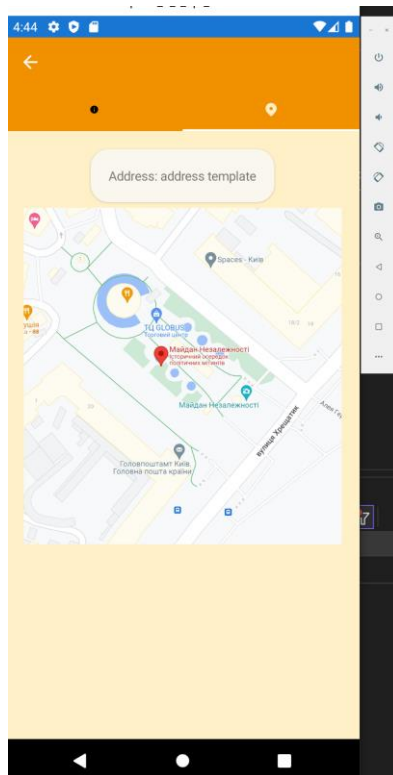 4:44
Address: address template
Spaces - Київ
ТЦ GLOBUS
Торговий центр
Майдан Незалежності
Історичний осередок
політичних мітингів
Майдан Незалежності
вулиця Хрещатик
Головпоштамт Київ,
Головна пошта країни